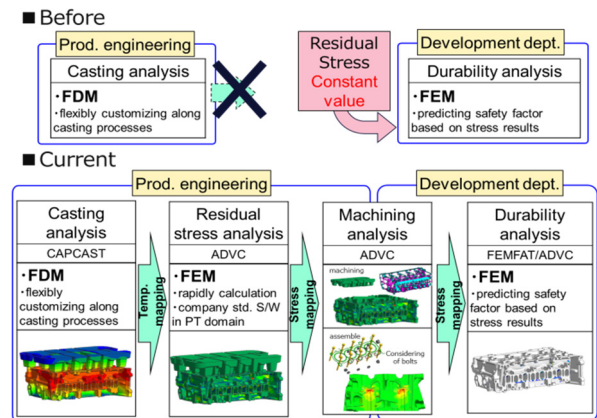 ■ Before
Prod. engineering
Casting analysis
・FDM
・flexibly customizing along
casting processes
Residual
Stress
Constant
value
Development dept.
Durability analysis
・FEM
・predicting safety factor
based on stress results
■ Current
Prod. engineering
Development dept.
Casting
analysis
CAPCAST
・FDM
・flexibly
customizing along
casting processes
Temp.
mapping
Residual
stress analysis
ADVC
・FEM
・rapidly calculation
・company std. S/W
in PT domain
Stress
mapping
Machining
analysis
ADVC
machining
assemble
Considering
of bolts
Stress
mapping
Durability
analysis
FEMFAT/ADVC
・FEM
・predicting safety
factor based on
stress results